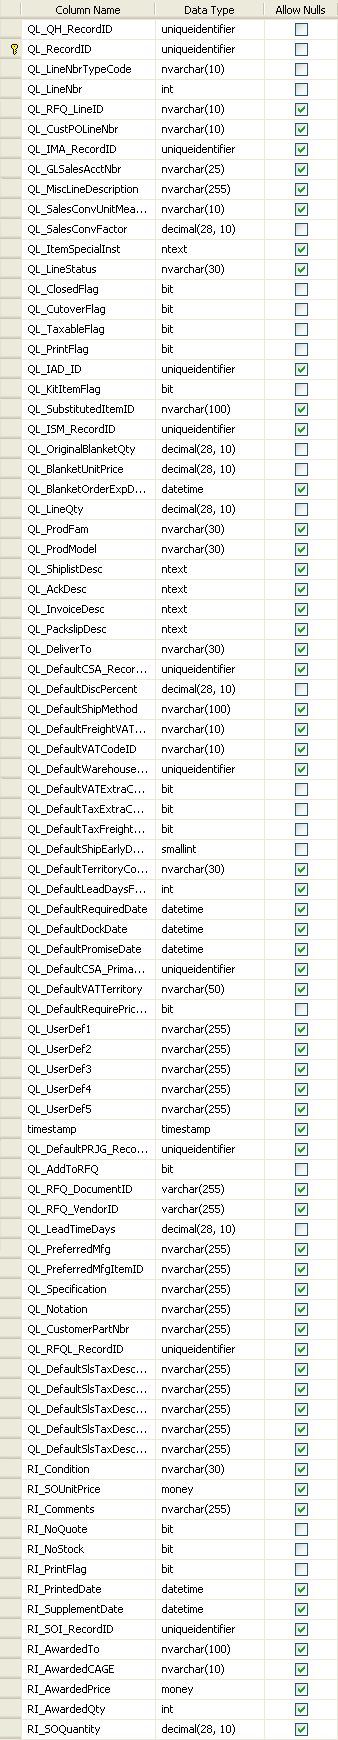 Column Name Data Type Allow Nulls
QL_QH_RecordID uniqueidentifier
QL_RecordID uniqueidentifier
QL_LineNbrTypeCode nvarchar(10)
QL_LineNbr int
QL_RFQ_LineID nvarchar(10)
QL_CustPOLineNbr nvarchar(10)
QL_IMA_RecordID uniqueidentifier
QL_GLSalesAcctNbr nvarchar(25)
QL_MiscLineDescription nvarchar(255)
QL_SalesConvUnitMea... nvarchar(10)
QL_SalesConvFactor decimal(28, 10)
QL_ItemSpecialInst ntext
QL_LineStatus nvarchar(30)
QL_ClosedFlag bit
QL_CutoverFlag bit
QL_TaxableFlag bit
QL_PrintFlag bit
QL_IAD_ID uniqueidentifier
QL_KitItemFlag bit
QL_SubstitutedItemID nvarchar(100)
QL_ISM_RecordID uniqueidentifier
QL_OriginalBlanketQty decimal(28, 10)
QL_BlanketUnitPrice decimal(28, 10)
QL_BlanketOrderExpD... datetime
QL_LineQty decimal(28, 10)
QL_ProdFam nvarchar(30)
QL_ProdModel nvarchar(30)
QL_ShiplistDesc ntext
QL_AckDesc ntext
QL_InvoiceDesc ntext
QL_PackslipDesc ntext
QL_DeliverTo nvarchar(30)
QL_DefaultCSA_Recor... uniqueidentifier
QL_DefaultDiscPercent decimal(28, 10)
QL_DefaultShipMethod nvarchar(100)
QL_DefaultFreightVAT... nvarchar(10)
QL_DefaultVATCodeID nvarchar(10)
QL_DefaultWarehouse... uniqueidentifier
QL_DefaultVATExtraC... bit
QL_DefaultTaxExtraC... bit
QL_DefaultTaxFreight... bit
QL_DefaultShipEarlyD... smallint
QL_DefaultTerritoryCo... nvarchar(30)
QL_DefaultLeadDaysF... int
QL_DefaultRequiredDate datetime
QL_DefaultDockDate datetime
QL_DefaultPromiseDate datetime
QL_DefaultCSA_Prima... uniqueidentifier
QL_DefaultVATTerritory nvarchar(50)
QL_DefaultRequirePric... bit
QL_UserDef1 nvarchar(255)
QL_UserDef2 nvarchar(255)
QL_UserDef3 nvarchar(255)
QL_UserDef4 nvarchar(255)
QL_UserDef5 nvarchar(255)
timestamp timestamp
QL_DefaultPRJG_Reco... uniqueidentifier
QL_AddToRFQ bit
QL_RFQ_DocumentID varchar(255)
QL_RFQ_VendorID varchar(255)
QL_LeadTimeDays decimal(28, 10)
QL_PreferredMfg nvarchar(255)
QL_PreferredMfgItemID nvarchar(255)
QL_Specification nvarchar(255)
QL_Notation nvarchar(255)
QL_CustomerPartNbr nvarchar(255)
QL_RFQL_RecordID uniqueidentifier
QL_DefaultSlsTaxDesc... nvarchar(255)
QL_DefaultSlsTaxDesc... nvarchar(255)
QL_DefaultSlsTaxDesc... nvarchar(255)
QL_DefaultSlsTaxDesc... nvarchar(255)
QL_DefaultSlsTaxDesc... nvarchar(255)
RI_Condition nvarchar(30)
RI_SOUnitPrice money
RI_Comments nvarchar(255)
RI_NoQuote bit
RI_NoStock bit
RI_PrintFlag bit
RI_PrintedDate datetime
RI_SupplementDate datetime
RI_SOI_RecordID uniqueidentifier
RI_AwardedTo nvarchar(100)
RI_AwardedCAGE nvarchar(10)
RI_AwardedPrice money
RI_AwardedQty int
RI_SOQuantity decimal(28, 10)